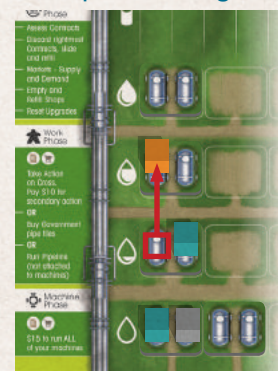 Phase
Assess Contracts
Discard rightmost
Contracts, slide
and refill
Markets - Supply
and Demand
Empty and
Refill Shops
Reset Upgrades
Work
Phase
Take Action
on Cross,
Pay $10 for
secondary action
OR
Buy Government
pipe tiles
OR
Run Pipeline
(not attached
to machines)
Machine
Phase
$15 to run ALL
of your machines